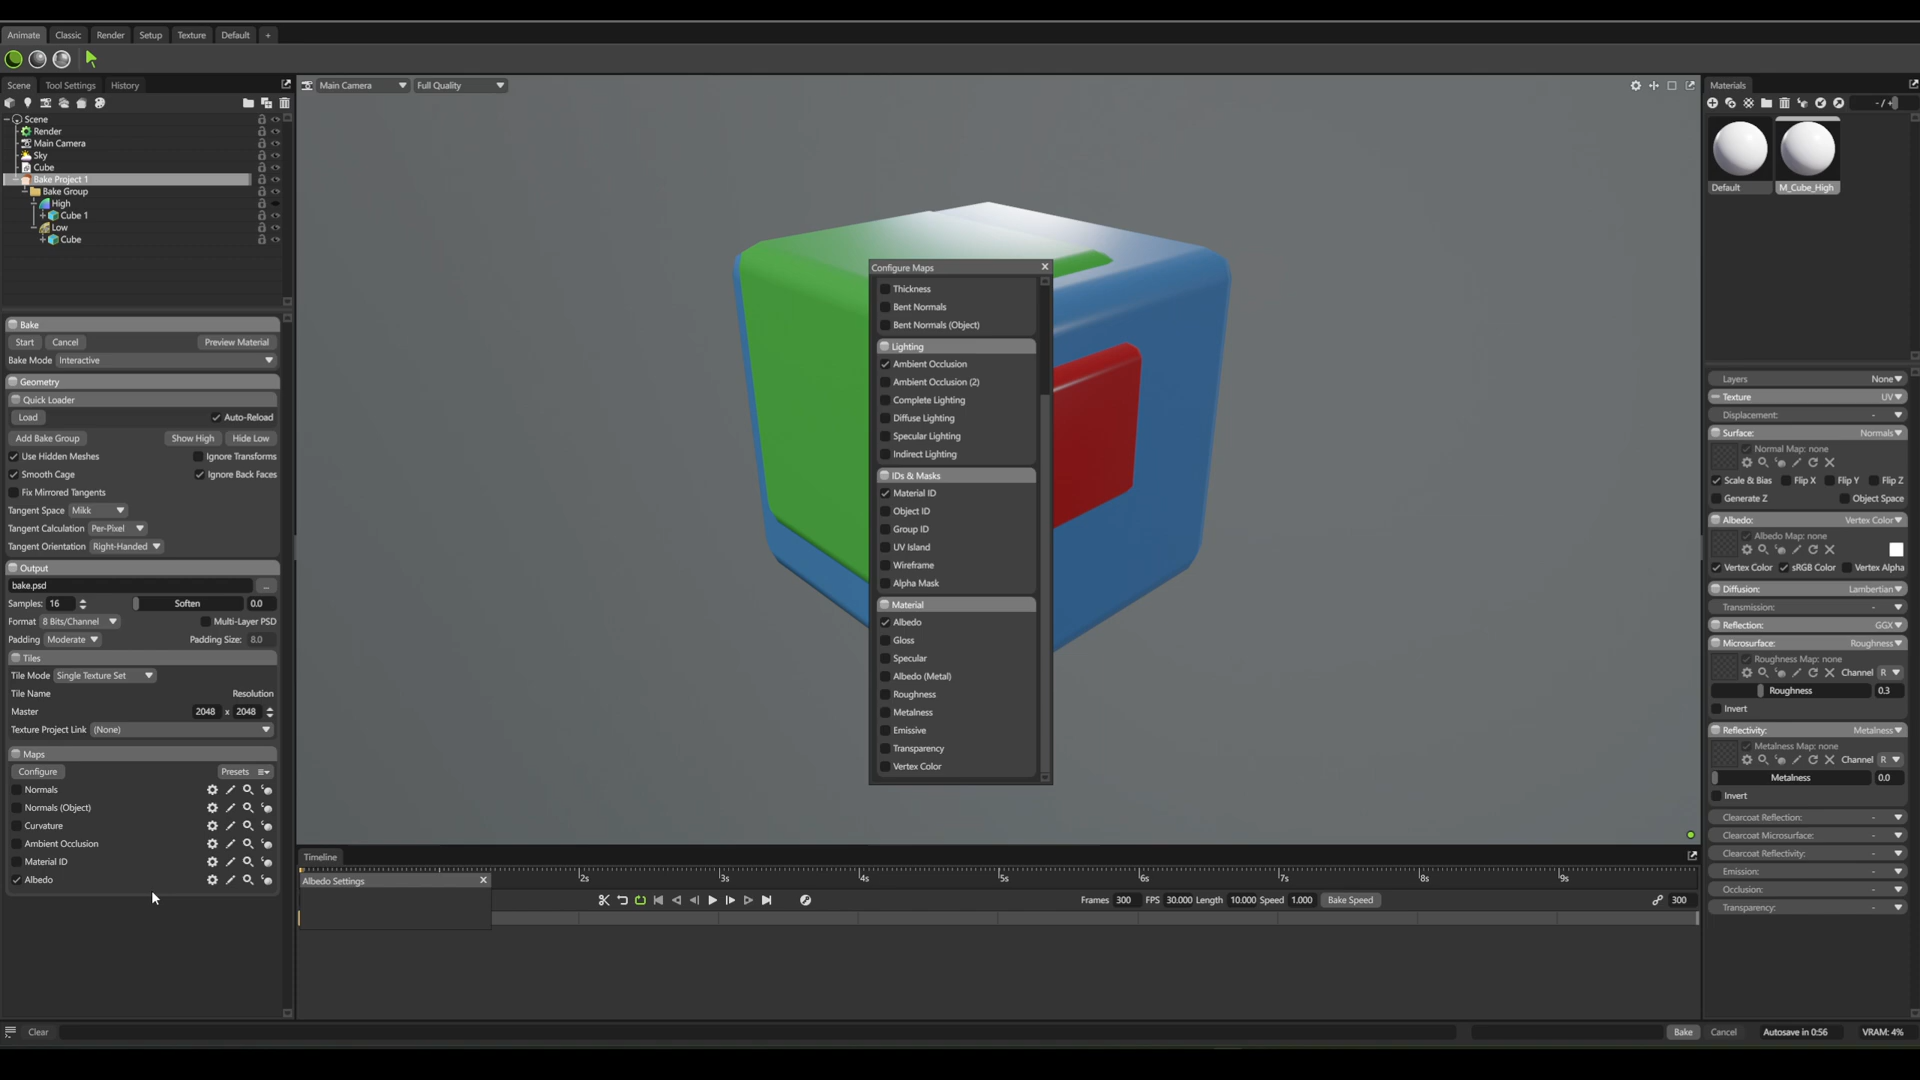 Animate Classic Render Setup Texture Default +
Scene Tool Settings History
Main Camera Full Quality
Materials
Scene
Render
Main Camera
Sky
Cube
Bake Project 1
Bake Group
High
Cube 1
Low
Cube
Default M_Cube_High
Configure Maps
Thickness
Bent Normals
Bent Normals (Object)
Lighting
Ambient Occlusion
Ambient Occlusion (2)
Complete Lighting
Diffuse Lighting
Specular Lighting
Indirect Lighting
IDs & Masks
Material ID
Object ID
Group ID
UV Island
Wireframe
Alpha Mask
Material
Albedo
Gloss
Specular
Albedo (Metal)
Roughness
Metalness
Emissive
Transparency
Vertex Color
Bake
Start Cancel Preview Material
Bake Mode Interactive
Geometry
Quick Loader
Load Auto-Reload
Add Bake Group Show High Hide Low
Use Hidden Meshes Ignore Transforms
Smooth Cage Ignore Back Faces
Fix Mirrored Tangents
Tangent Space Mikk
Tangent Calculation Per-Pixel
Tangent Orientation Right-Handed
Output
bake.psd ...
Samples: 16 Soften 0.0
Format 8 Bits/Channel Multi-Layer PSD
Padding Moderate Padding Size: 8.0
Tiles
Tile Mode Single Texture Set
Tile Name Resolution
Master 2048 x 2048
Texture Project Link (None)
Maps
Configure Presets
Normals
Normals (Object)
Curvature
Ambient Occlusion
Material ID
Albedo
Layers None
Texture UV
Displacement: -
Surface: Normals
Normal Map: none
Scale & Bias Flip X Flip Y Flip Z
Generate Z Object Space
Albedo: Vertex Color
Albedo Map: none
Vertex Color sRGB Color Vertex Alpha
Diffusion: Lambertian
Transmission: -
Reflection: GGX
Microsurface: Roughness
Roughness Map: none
Channel R
Roughness 0.3
Invert
Reflectivity: Metalness
Metalness Map: none
Channel R
Metalness 0.0
Invert
Clearcoat Reflection: -
Clearcoat Microsurface: -
Clearcoat Reflectivity: -
Emission: -
Occlusion: -
Transparency: -
Timeline
2s 3s 4s 5s 6s 7s 8s 9s
Albedo Settings
Frames 300 FPS 30.000 Length 10.000 Speed 1.000 Bake Speed 300
Clear Bake Cancel Autosave in 0:56 VRAM: 4%